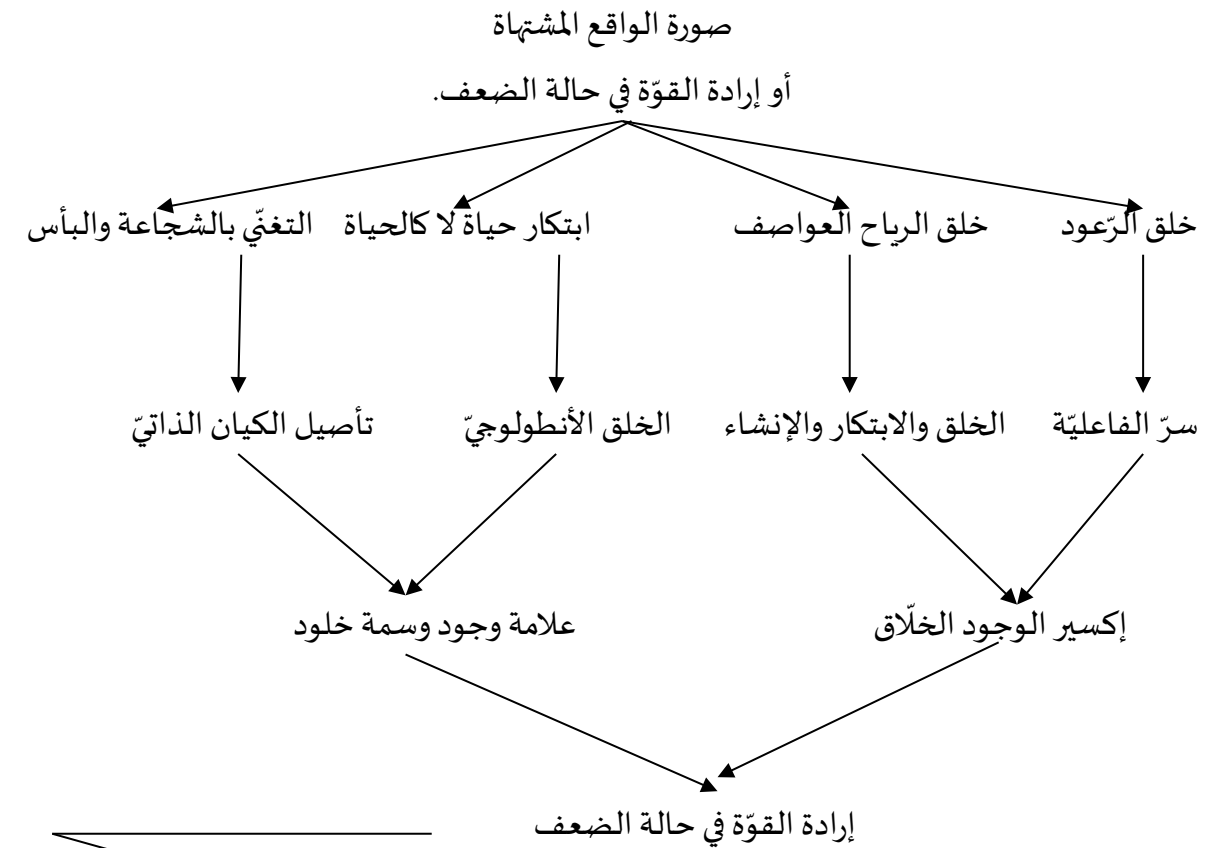 صورة الواقع المشتهاة
أو إرادة القوّة في حالة الضعف.
خلق الرّعود خلق الرياح العواصف ابتكار حياة لا كالحياة التغنّي بالشجاعة والبأس
سرّ الفاعليّة الخلق والابتكار والإنشاء الخلق الأنطولوجيّ تأصيل الكيان الذاتيّ
إكسير الوجود الخلّاق علامة وجود وسمة خلود
إرادة القوّة في حالة الضعف